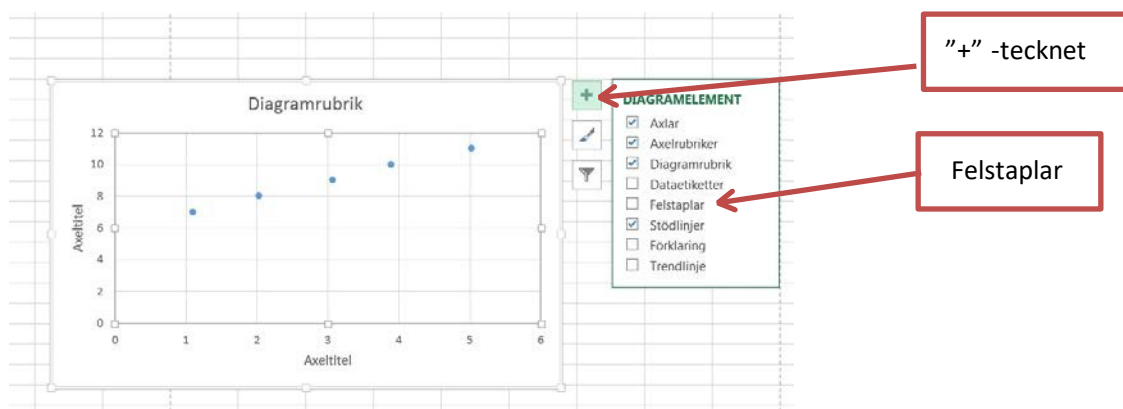 ”+” -tecknet
Felstaplar
Diagramrubrik
12
10
8
6
4
2
0
Axeltitel
0 1 2 3 4 5 6
Axeltitel
DIAGRAMELEMENT
Axlar
Axelrubriker
Diagramrubrik
Dataetiketter
Felstaplar
Stödlinjer
Förklaring
Trendlinje